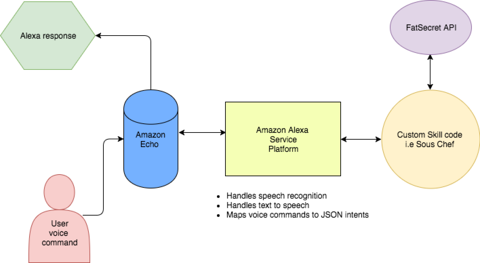 Alexa response
FatSecret API
Amazon
Echo
Amazon Alexa
Service
Platform
Custom Skill code
i.e Sous Chef
• Handles speech recognition
• Handles text to speech
• Maps voice commands to JSON intents
User
voice
command